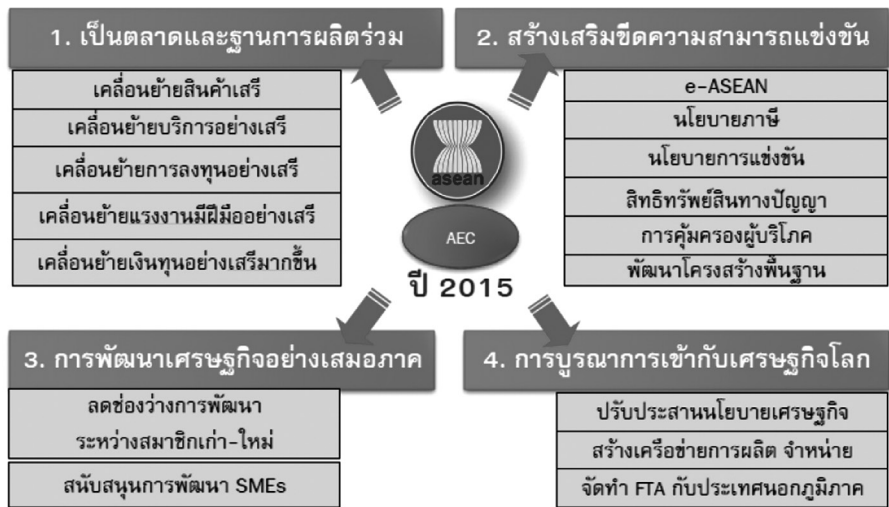 1. เป็นตลาดและฐานการผลิตร่วม
เคลื่อนย้ายสินค้าเสรี
เคลื่อนย้ายบริการอย่างเสรี
เคลื่อนย้ายการลงทุนอย่างเสรี
เคลื่อนย้ายแรงงานมีฝีมืออย่างเสรี
เคลื่อนย้ายเงินทุนอย่างเสรีมากขึ้น
2. สร้างเสริมขีดความสามารถแข่งขัน
e-ASEAN
นโยบายภาษี
นโยบายการแข่งขัน
สิทธิทรัพย์สินทางปัญญา
การคุ้มครองผู้บริโภค
พัฒนาโครงสร้างพื้นฐาน
asean
AEC
ปี 2015
3. การพัฒนาเศรษฐกิจอย่างเสมอภาค
ลดช่องว่างการพัฒนา
ระหว่างสมาชิกเก่า-ใหม่
สนับสนุนการพัฒนา SMEs
4. การบูรณาการเข้ากับเศรษฐกิจโลก
ปรับประสานนโยบายเศรษฐกิจ
สร้างเครือข่ายการผลิต จำหน่าย
จัดทำ FTA กับประเทศนอกภูมิภาค